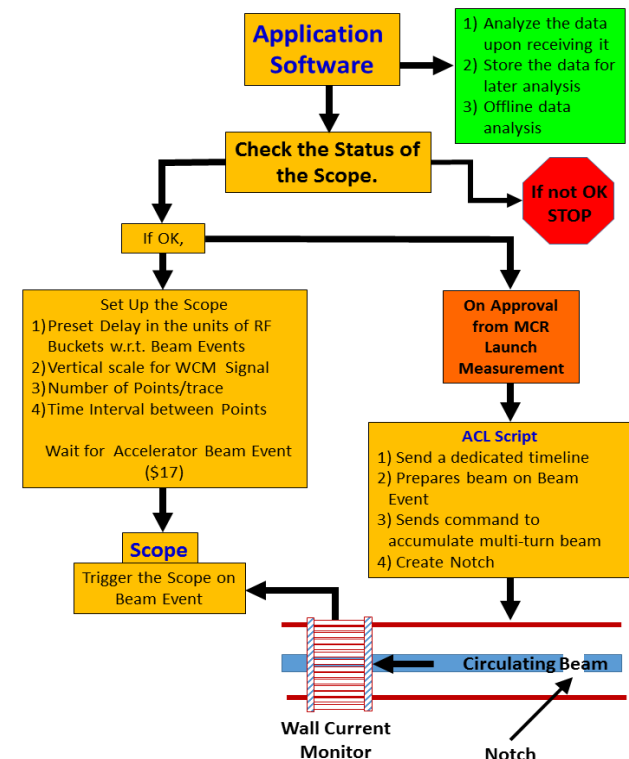 Application
Software
1) Analyze the data
upon receiving it
2) Store the data for
later analysis
3) Offline data
analysis
Check the Status of
the Scope.
If not OK
STOP
If OK,
Set Up the Scope
1)Preset Delay in the units of RF
Buckets w.r.t. Beam Events
2)Vertical scale for WCM Signal
3)Number of Points/trace
4)Time Interval between Points
Wait for Accelerator Beam Event
($17)
On Approval
from MCR
Launch
Measurement
ACL Script
1) Send a dedicated timeline
2) Prepares beam on Beam
Event
3) Sends command to
accumulate multi-turn beam
4) Create Notch
Scope
Trigger the Scope on
Beam Event
Circulating Beam
Wall Current
Monitor
Notch